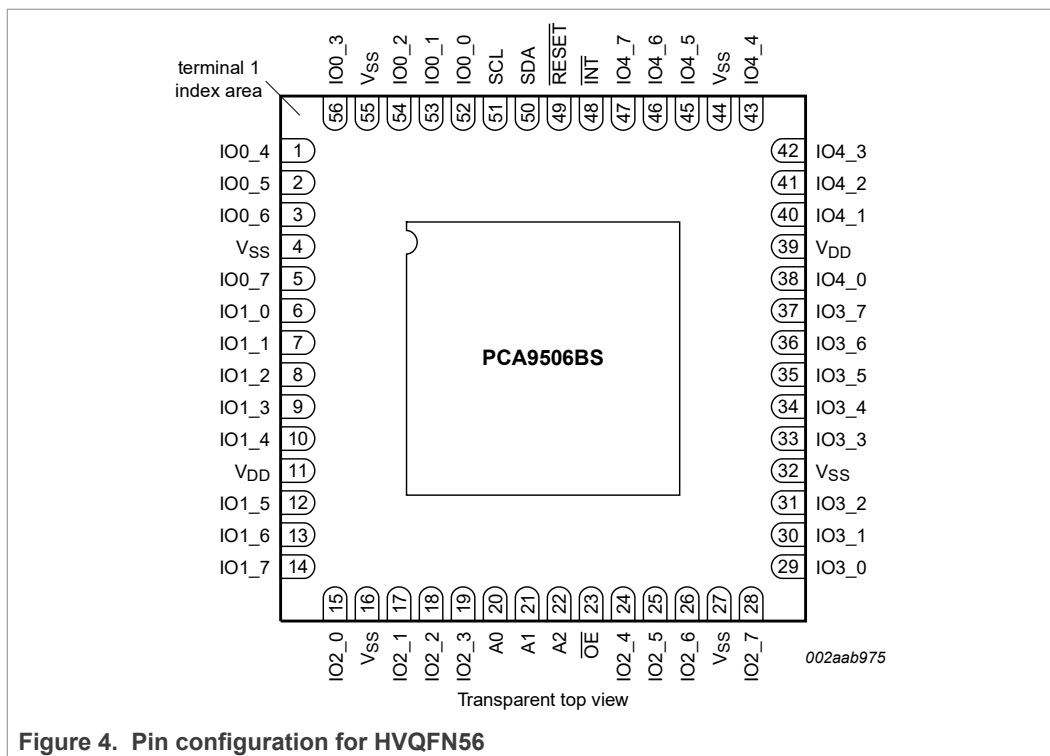 IO0_3 VSS IO0_2 IO0_1 IO0_0 SCL SDA RESET INT IO4_7 IO4_6 IO4_5 VSS IO4_4
terminal 1
index area
56 55 54 53 52 51 50 49 48 47 46 45 44 43
IO0_4 1 42 IO4_3
IO0_5 2 41 IO4_2
IO0_6 3 40 IO4_1
VSS 4 39 VDD
IO0_7 5 38 IO4_0
IO1_0 6 37 IO3_7
IO1_1 7 36 IO3_6
PCA9506BS
IO1_2 8 35 IO3_5
IO1_3 9 34 IO3_4
IO1_4 10 33 IO3_3
VDD 11 32 VSS
IO1_5 12 31 IO3_2
IO1_6 13 30 IO3_1
IO1_7 14 29 IO3_0
15 16 17 18 19 20 21 22 23 24 25 26 27 28
IO2_0 VSS IO2_1 IO2_2 IO2_3 A0 A1 A2 OE IO2_4 IO2_5 IO2_6 VSS IO2_7
002aab975
Transparent top view
Figure 4. Pin configuration for HVQFN56